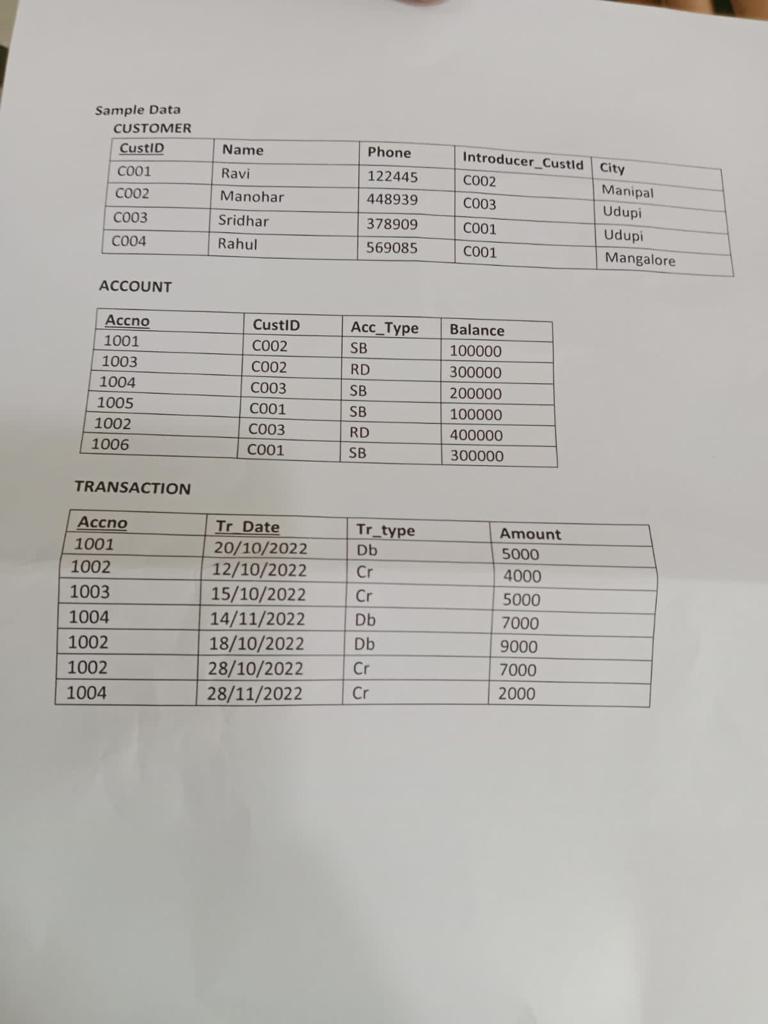 Sample Data
CUSTOMER
CustID Name Phone Introducer_CustId City
C001 Ravi 122445 C002 Manipal
C002 Manohar 448939 C003 Udupi
C003 Sridhar 378909 C001 Udupi
C004 Rahul 569085 C001 Mangalore
ACCOUNT
Accno CustID Acc_Type Balance
1001 C002 SB 100000
1003 C002 RD 300000
1004 C003 SB 200000
1005 C001 SB 100000
1002 C003 RD 400000
1006 C001 SB 300000
TRANSACTION
Accno Tr_Date Tr_type Amount
1001 20/10/2022 Db 5000
1002 12/10/2022 Cr 4000
1003 15/10/2022 Cr 5000
1004 14/11/2022 Db 7000
1002 18/10/2022 Db 9000
1002 28/10/2022 Cr 7000
1004 28/11/2022 Cr 2000